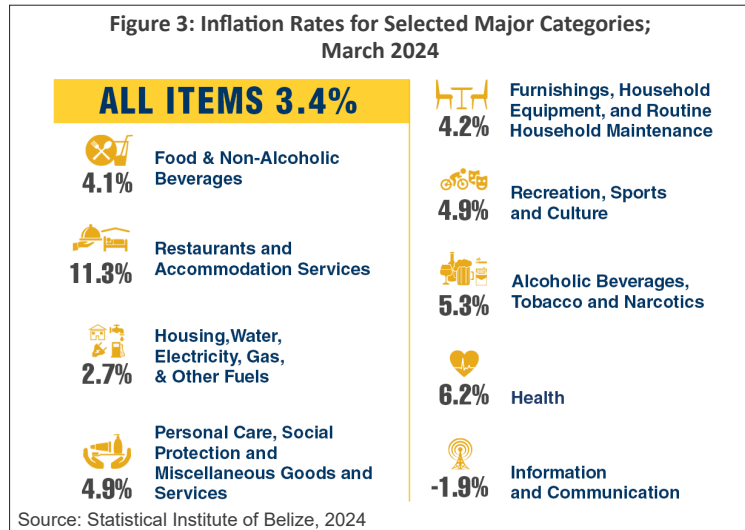 Figure 3: Inflation Rates for Selected Major Categories;
March 2024
ALL ITEMS 3.4%
4.1%
Food & Non-Alcoholic
Beverages
11.3%
Restaurants and
Accommodation Services
2.7%
Housing,Water,
Electricity, Gas,
& Other Fuels
4.9%
Personal Care, Social
Protection and
Miscellaneous Goods and
Services
4.2%
Furnishings, Household
Equipment, and Routine
Household Maintenance
4.9%
Recreation, Sports
and Culture
5.3%
Alcoholic Beverages,
Tobacco and Narcotics
6.2%
Health
-1.9%
Information
and Communication
Source: Statistical Institute of Belize, 2024